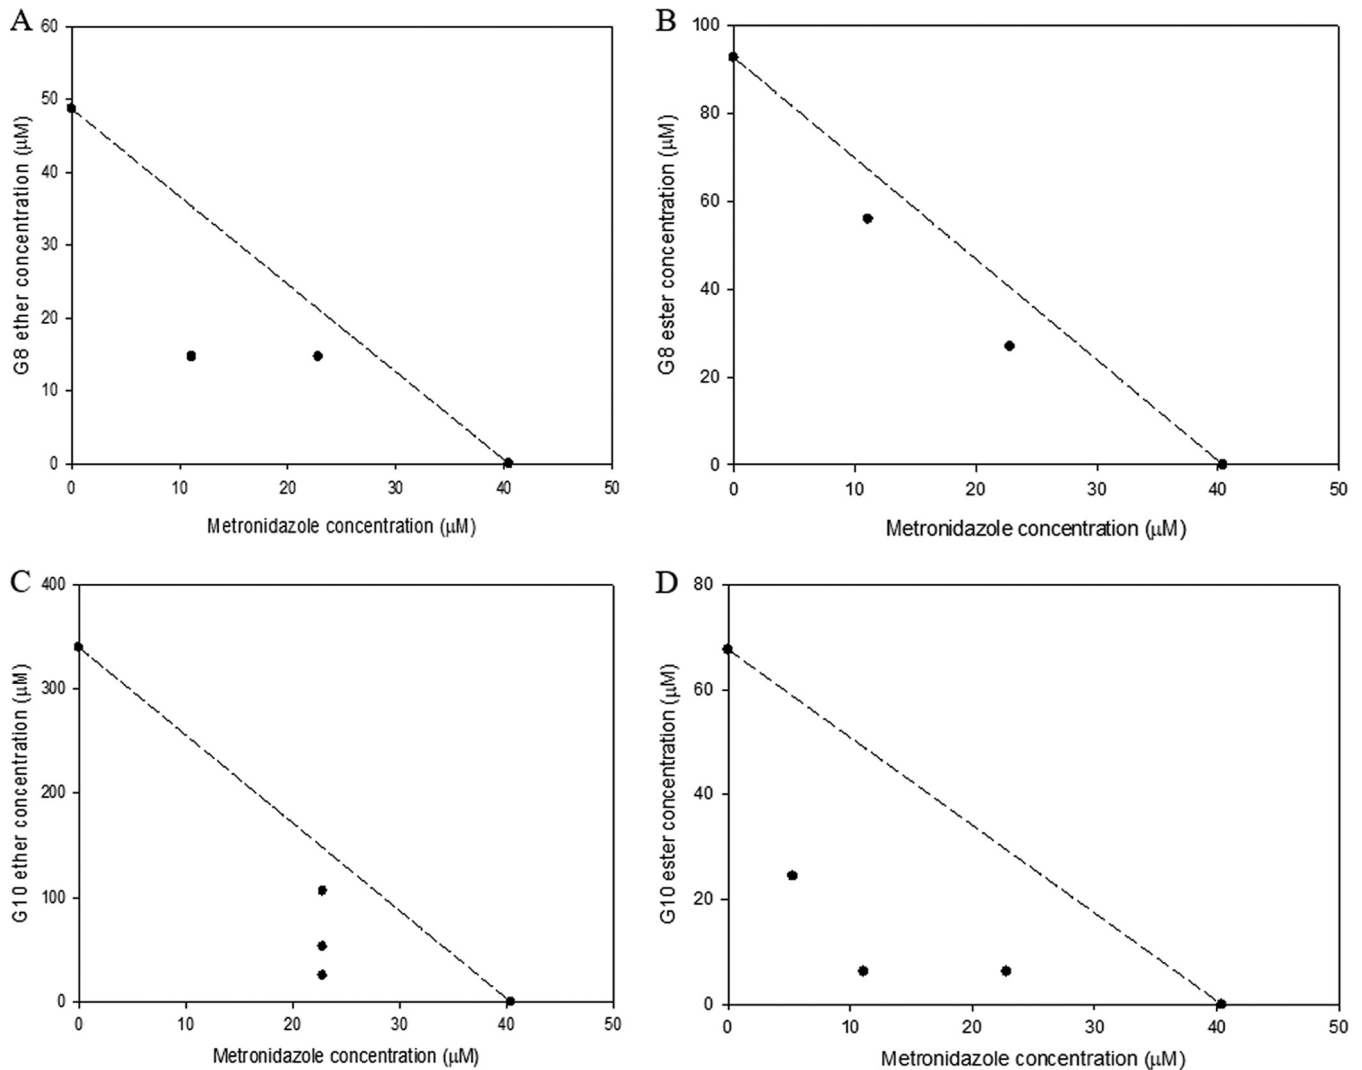 A
60
50
40
30
20
10
0
G8 ether concentration (μM)
0 10 20 30 40 50
Metronidazole concentration (μM)
B
100
80
60
40
20
0
G8 ester concentration (μM)
0 10 20 30 40 50
Metronidazole concentration (μM)
C
400
300
200
100
0
G10 ether concentration (μM)
0 10 20 30 40 50
Metronidazole concentration (μM)
D
80
60
40
20
0
G10 ester concentration (μM)
0 10 20 30 40 50
Metronidazole concentration (μM)